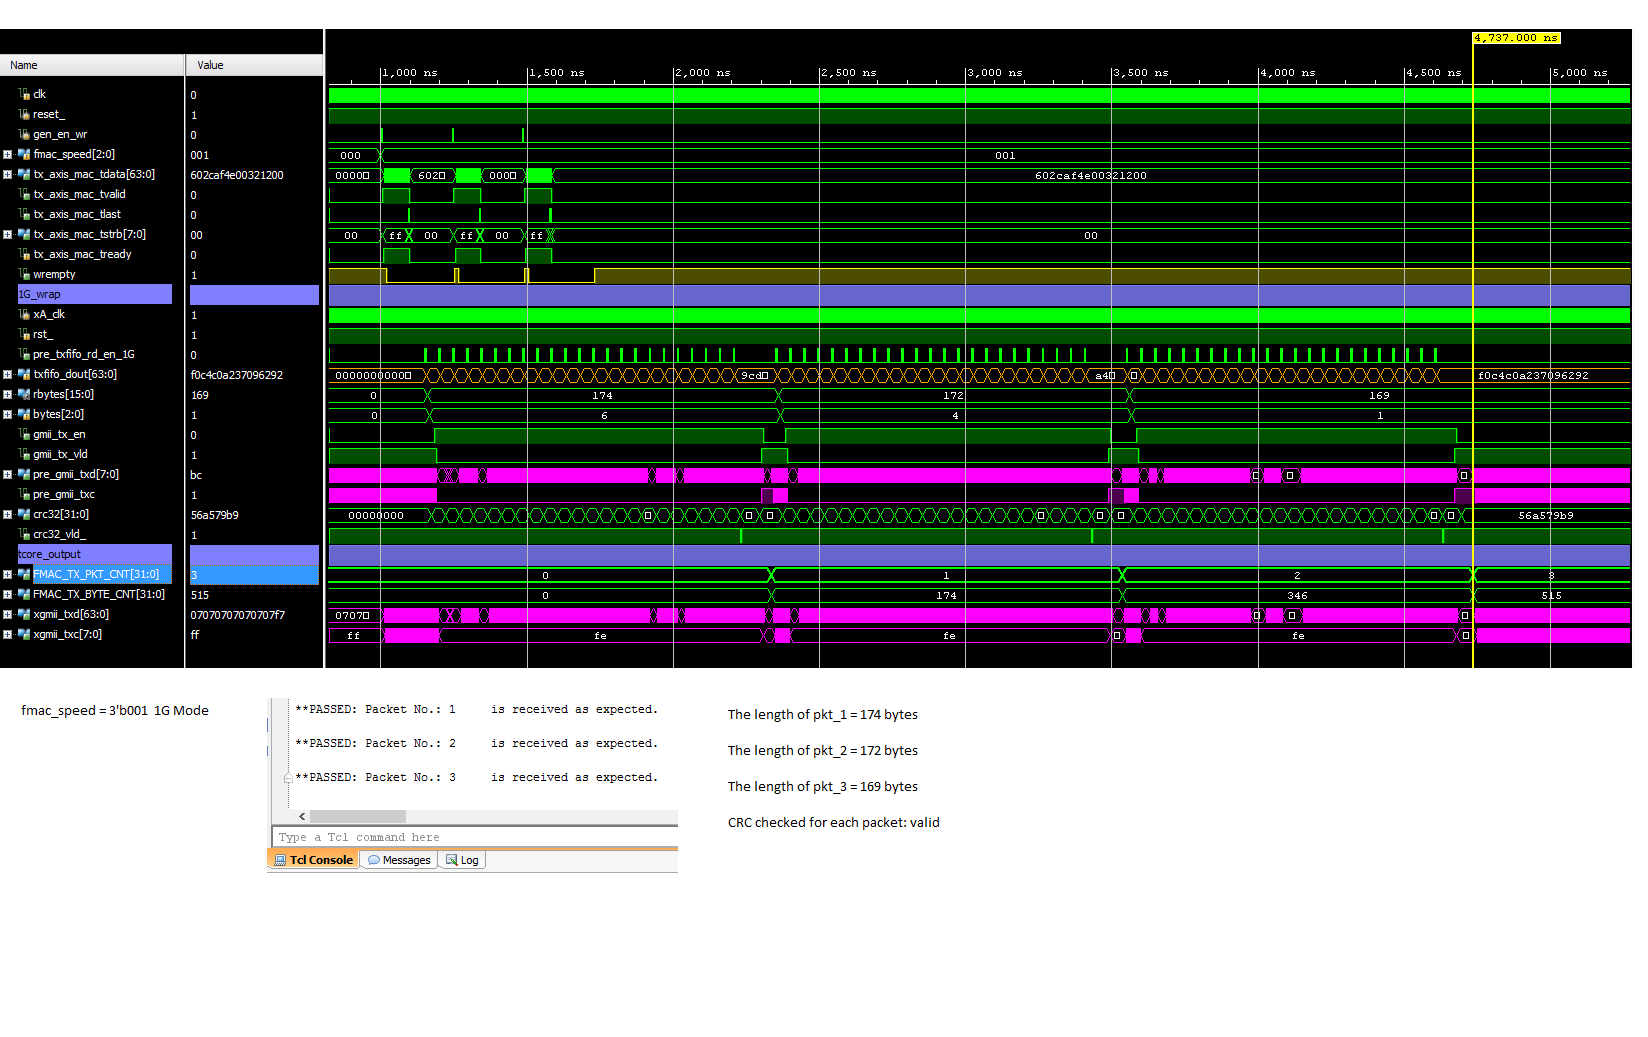 4,737.000 ns
Name Value
1,000 ns 1,500 ns 2,000 ns 2,500 ns 3,000 ns 3,500 ns 4,000 ns 4,500 ns 5,000 ns
clk 0
reset_ 1
gen_en_wr 0
fmac_speed[2:0] 001 000 001
tx_axis_mac_tdata[63:0] 602caf4e00321200 0000 602 000 602caf4e00321200
tx_axis_mac_tvalid 0
tx_axis_mac_tlast 0
tx_axis_mac_tstrb[7:0] 00 00 ff 00 ff 00 ff 00
tx_axis_mac_tready 0
wrempty 1
1G_wrap
xA_clk 1
rst_ 1
pre_txfifo_rd_en_1G 0
txfifo_dout[63:0] f0c4c0a237096292 0000000000 9cd a4 f0c4c0a237096292
rbytes[15:0] 169 0 174 172 169
bytes[2:0] 1 0 6 4 1
gmii_tx_en 0
gmii_tx_vld 1
pre_gmii_txd[7:0] bc
pre_gmii_txc 1
crc32[31:0] 56a579b9 00000000 56a579b9
crc32_vld_ 1
tcore_output
FMAC_TX_PKT_CNT[31:0] 3 0 1 2 3
FMAC_TX_BYTE_CNT[31:0] 515 0 174 346 515
xgmii_txd[63:0] 07070707070707f7 0707
xgmii_txc[7:0] ff ff fe fe fe
fmac_speed = 3'b001 1G Mode
**PASSED: Packet No.: 1 is received as expected.
**PASSED: Packet No.: 2 is received as expected.
**PASSED: Packet No.: 3 is received as expected.
Type a Tcl command here
Tcl Console Messages Log
The length of pkt_1 = 174 bytes
The length of pkt_2 = 172 bytes
The length of pkt_3 = 169 bytes
CRC checked for each packet: valid